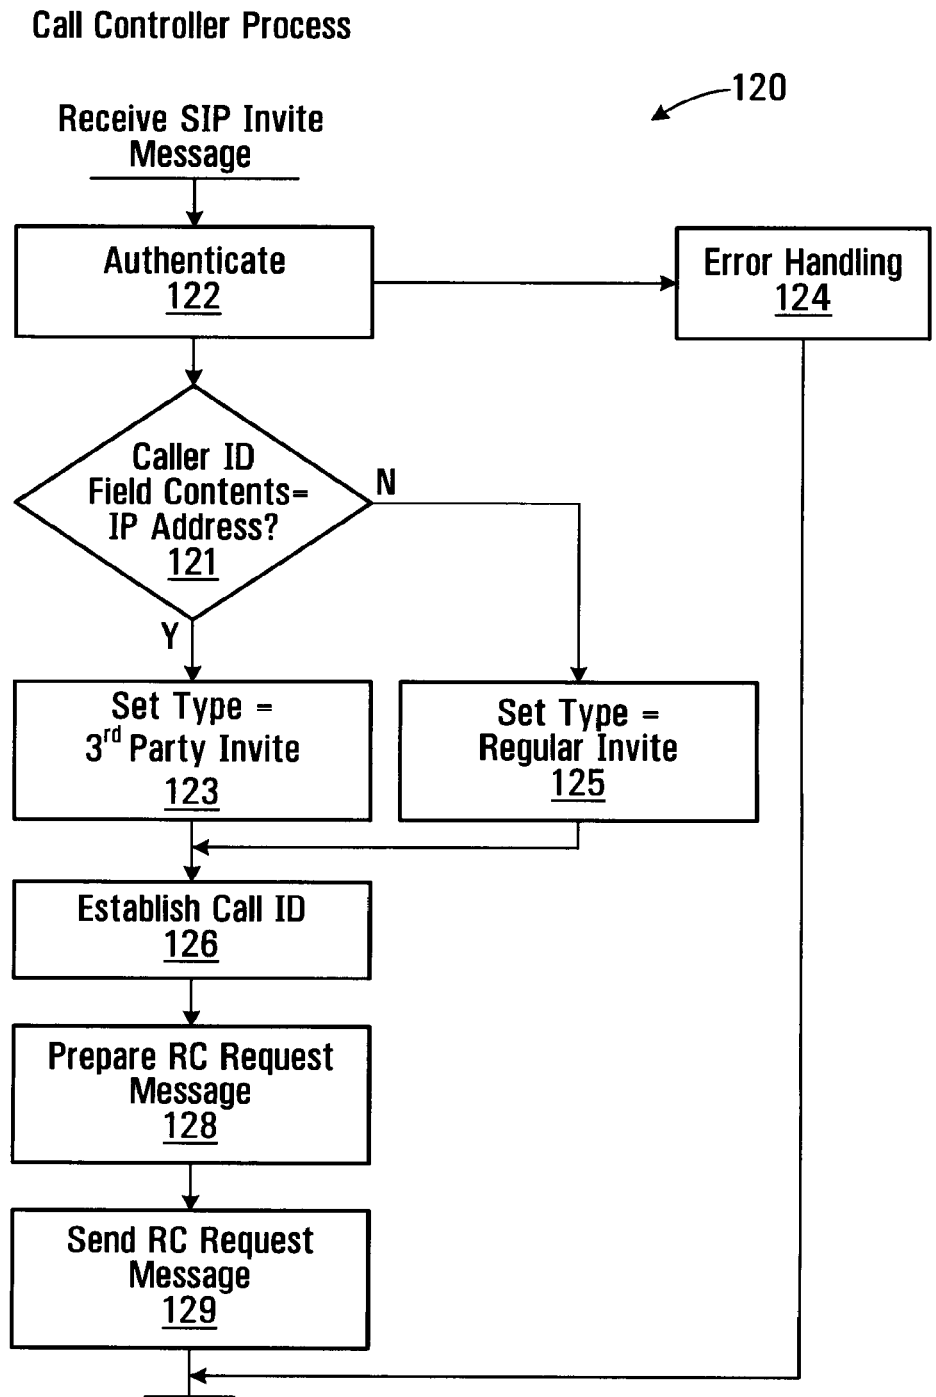 Call Controller Process
120
Receive SIP Invite
Message
Authenticate
122
Error Handling
124
Caller ID
Field Contents=
IP Address?
121
N
Y
Set Type =
3rd Party Invite
123
Set Type =
Regular Invite
125
Establish Call ID
126
Prepare RC Request
Message
128
Send RC Request
Message
129